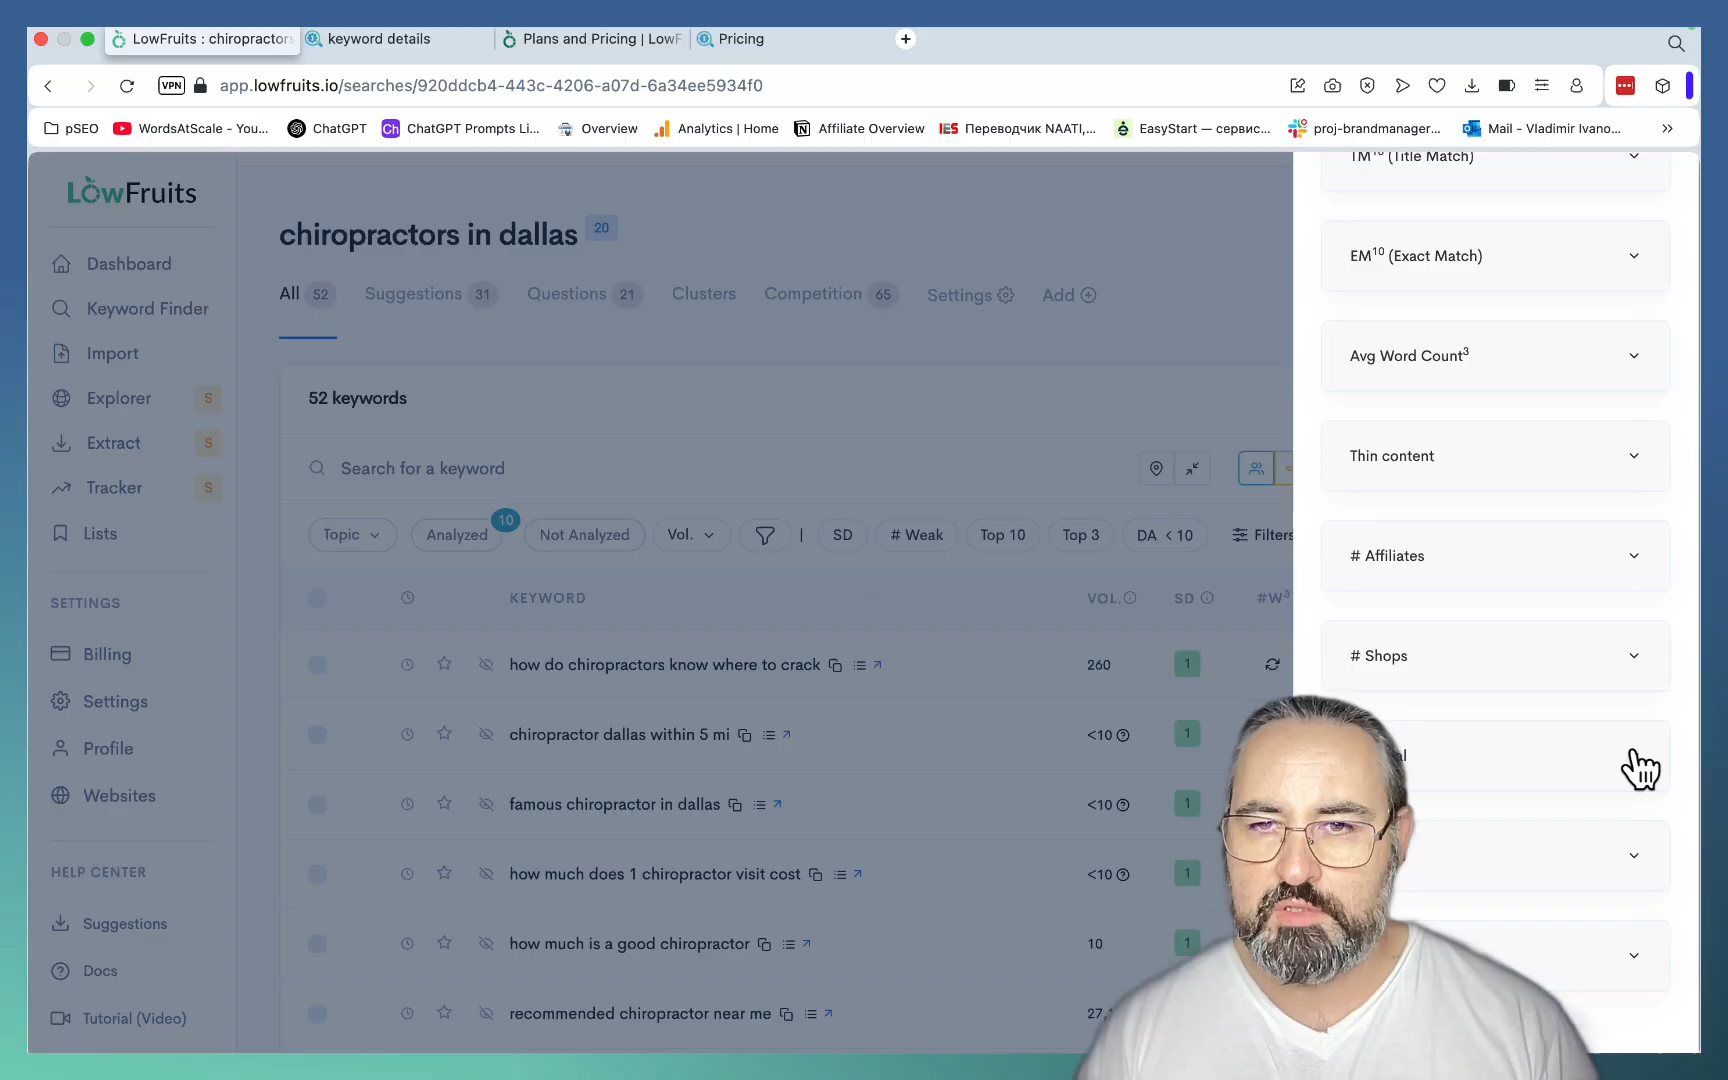 LowFruits : chiropractors
keyword details
Plans and Pricing | LowF
Pricing
VPN
app.lowfruits.io/searches/920ddcb4-443c-4206-a07d-6a34ee5934f0
pSEO
WordsAtScale - You...
ChatGPT
Ch
ChatGPT Prompts Li...
Overview
Analytics | Home
Affiliate Overview
IES
Переводчик NAATI,...
EasyStart — сервис...
proj-brandmanager...
Mail - Vladimir Ivano...
LowFruits
Dashboard
Keyword Finder
Import
Explorer S
Extract S
Tracker S
Lists
SETTINGS
Billing
Settings
Profile
Websites
HELP CENTER
Suggestions
Docs
Tutorial (Video)
chiropractors in dallas 20
All 52
Suggestions 31
Questions 21
Clusters
Competition 65
Settings
Add
52 keywords
Search for a keyword
Topic
Analyzed 10
Not Analyzed
Vol.
|
SD
# Weak
Top 10
Top 3
DA < 10
Filters
KEYWORD VOL. SD #W3
how do chiropractors know where to crack 260 1
chiropractor dallas within 5 mi <10 1
famous chiropractor in dallas <10 1
how much does 1 chiropractor visit cost <10 1
how much is a good chiropractor 10 1
recommended chiropractor near me 27,
TM10 (Title Match)
EM10 (Exact Match)
Avg Word Count3
Thin content
# Affiliates
# Shops